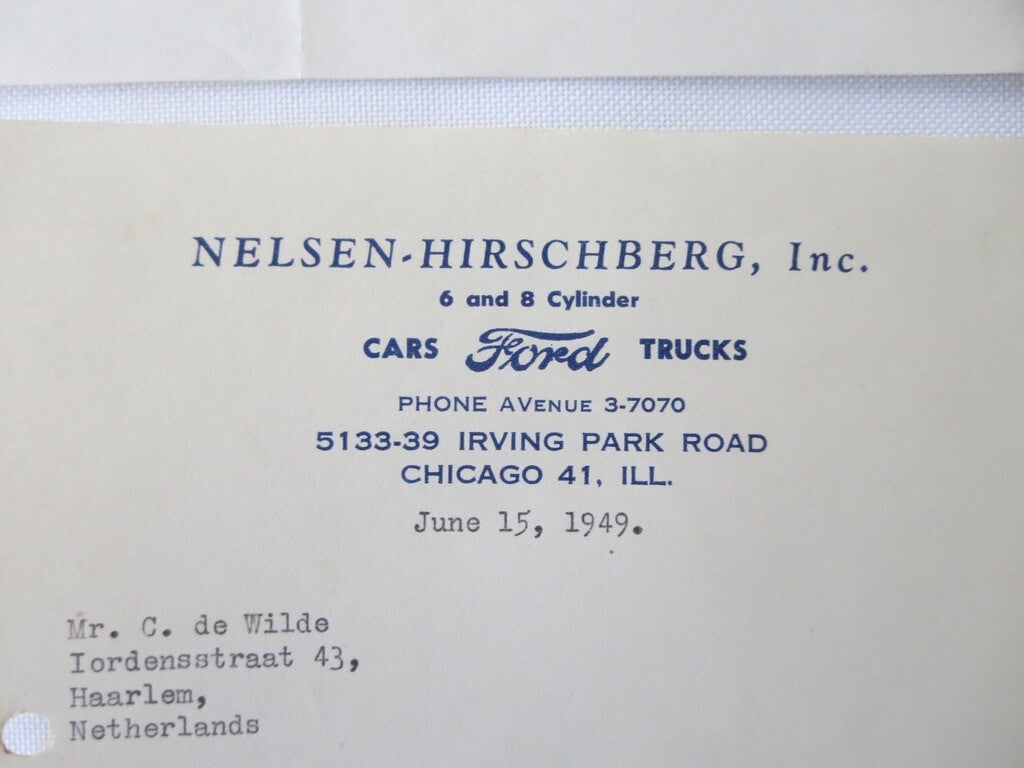 NELSEN-HIRSCHBERG, Inc.
6 and 8 Cylinder
CARS Ford TRUCKS
PHONE AVENUE 3-7070
5133-39 IRVING PARK ROAD
CHICAGO 41, ILL.
June 15, 1949.
Mr. C. de Wilde
Iordensstraat 43,
Haarlem,
Netherlands